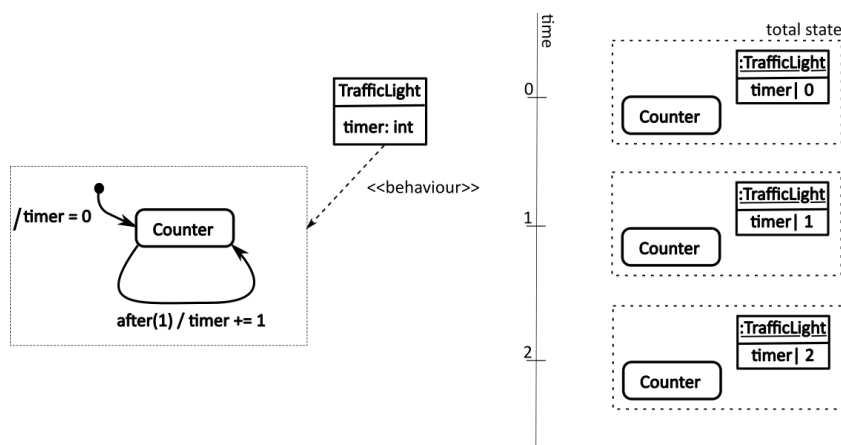 TrafficLight
timer: int
<<behaviour>>
/timer = 0
Counter
after(1) / timer += 1
time
0
1
2
total state
:TrafficLight
timer| 0
Counter
:TrafficLight
timer| 1
Counter
:TrafficLight
timer| 2
Counter